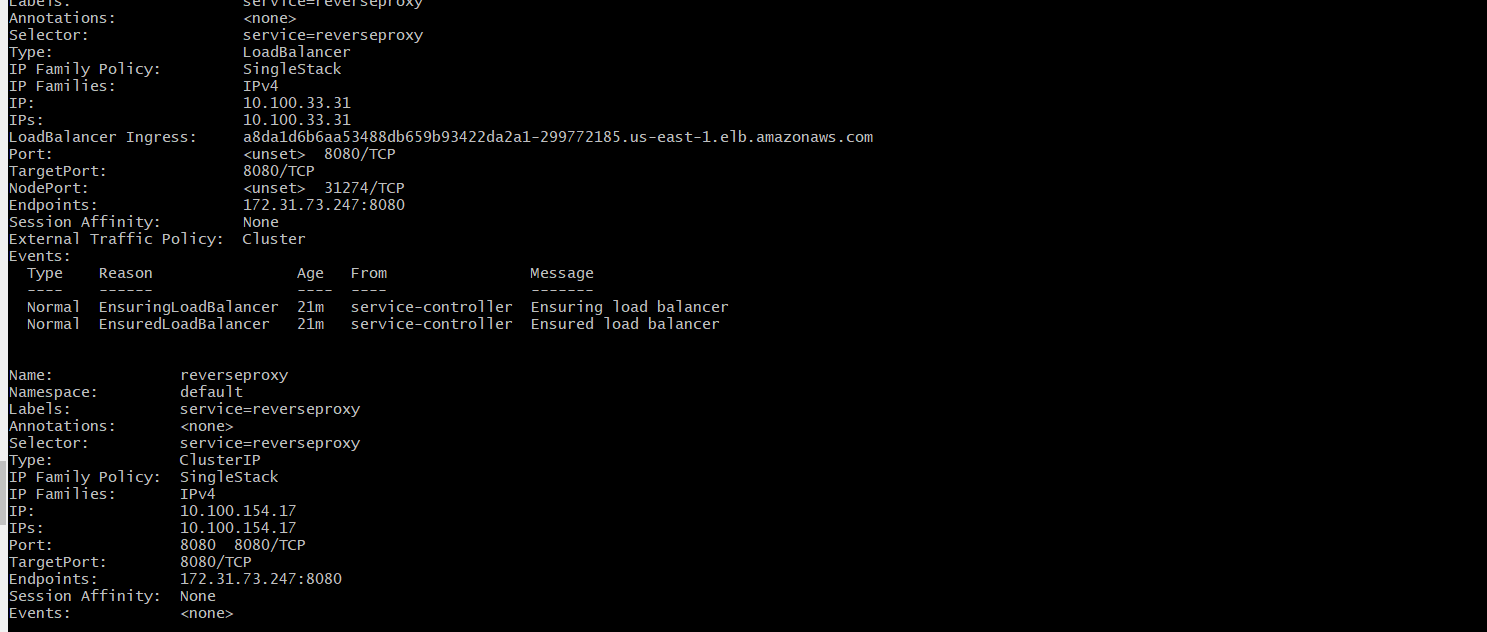 Labels:                   service=reverseproxy
Annotations:              <none>
Selector:                 service=reverseproxy
Type:                     LoadBalancer
IP Family Policy:         SingleStack
IP Families:              IPv4
IP:                       10.100.33.31
IPs:                      10.100.33.31
LoadBalancer Ingress:     a8da1d6b6aa53488db659b93422da2a1-299772185.us-east-1.elb.amazonaws.com
Port:                     <unset>  8080/TCP
TargetPort:               8080/TCP
NodePort:                 <unset>  31274/TCP
Endpoints:                172.31.73.247:8080
Session Affinity:         None
External Traffic Policy:  Cluster
Events:
  Type    Reason                Age   From                Message
  ----    ------                ----  ----                -------
  Normal  EnsuringLoadBalancer  21m   service-controller  Ensuring load balancer
  Normal  EnsuredLoadBalancer   21m   service-controller  Ensured load balancer
Name:              reverseproxy
Namespace:         default
Labels:            service=reverseproxy
Annotations:       <none>
Selector:          service=reverseproxy
Type:              ClusterIP
IP Family Policy:  SingleStack
IP Families:       IPv4
IP:                10.100.154.17
IPs:               10.100.154.17
Port:              8080  8080/TCP
TargetPort:        8080/TCP
Endpoints:         172.31.73.247:8080
Session Affinity:  None
Events:            <none>